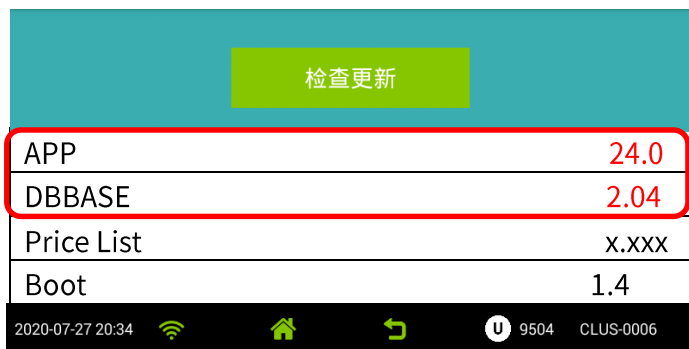 检查更新
APP 24.0
DBBASE 2.04
Price List x.xxx
Boot 1.4
2020-07-27 20:34 U 9504 CLUS-0006